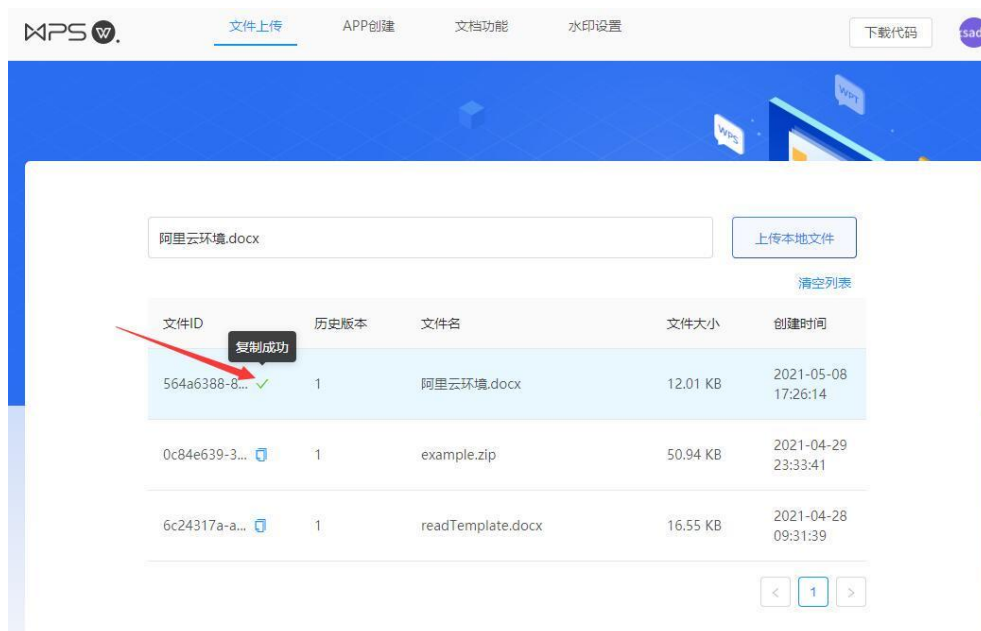 MPS W.
文件上传 APP创建 文档功能 水印设置 下载代码
WPT
WPS
阿里云环境.docx 上传本地文件
清空列表
文件ID 历史版本 文件名 文件大小 创建时间
复制成功
564a6388-8... 1 阿里云环境.docx 12.01 KB 2021-05-08
17:26:14
0c84e639-3... 1 example.zip 50.94 KB 2021-04-29
23:33:41
6c24317a-a... 1 readTemplate.docx 16.55 KB 2021-04-28
09:31:39
< 1 >